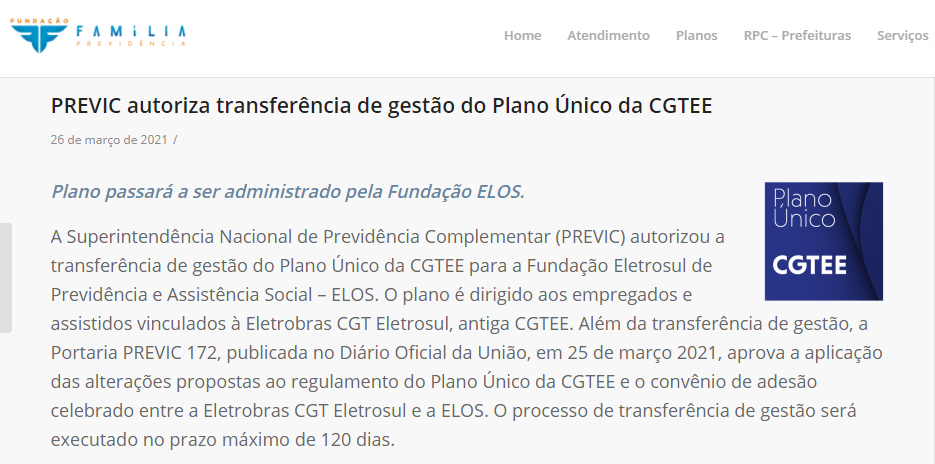 FUNDAÇÃO
FAMÍLIA
PREVIDÊNCIA
Home Atendimento Planos RPC – Prefeituras Serviços
PREVIC autoriza transferência de gestão do Plano Único da CGTEE
26 de março de 2021 /
Plano passará a ser administrado pela Fundação ELOS.
Plano
Único
CGTEE
A Superintendência Nacional de Previdência Complementar (PREVIC) autorizou a
transferência de gestão do Plano Único da CGTEE para a Fundação Eletrosul de
Previdência e Assistência Social – ELOS. O plano é dirigido aos empregados e
assistidos vinculados à Eletrobras CGT Eletrosul, antiga CGTEE. Além da transferência de gestão, a
Portaria PREVIC 172, publicada no Diário Oficial da União, em 25 de março 2021, aprova a aplicação
das alterações propostas ao regulamento do Plano Único da CGTEE e o convênio de adesão
celebrado entre a Eletrobras CGT Eletrosul e a ELOS. O processo de transferência de gestão será
executado no prazo máximo de 120 dias.